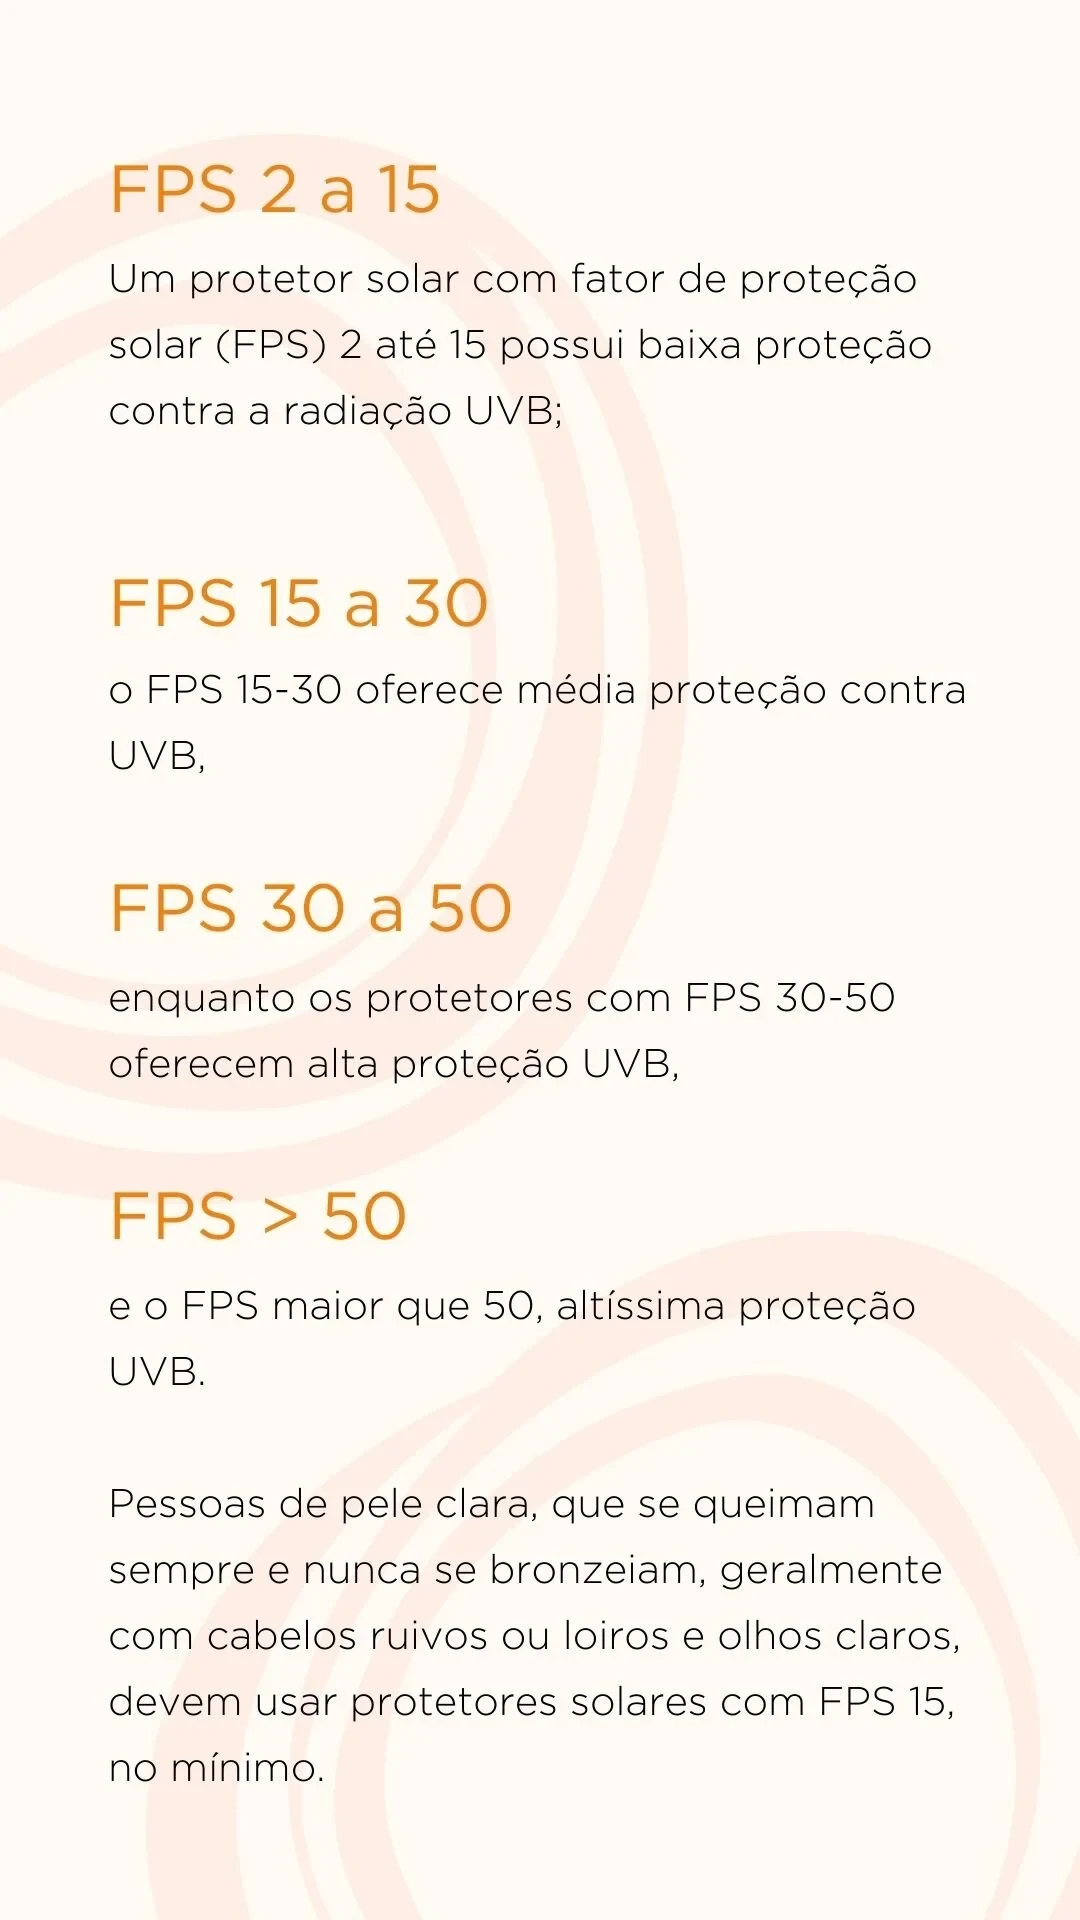 FPS 2 a 15
Um protetor solar com fator de proteção
solar (FPS) 2 até 15 possui baixa proteção
contra a radiação UVB;
FPS 15 a 30
o FPS 15-30 oferece média proteção contra
UVB,
FPS 30 a 50
enquanto os protetores com FPS 30-50
oferecem alta proteção UVB,
FPS > 50
e o FPS maior que 50, altíssima proteção
UVB.
Pessoas de pele clara, que se queimam
sempre e nunca se bronzeiam, geralmente
com cabelos ruivos ou loiros e olhos claros,
devem usar protetores solares com FPS 15,
no mínimo.